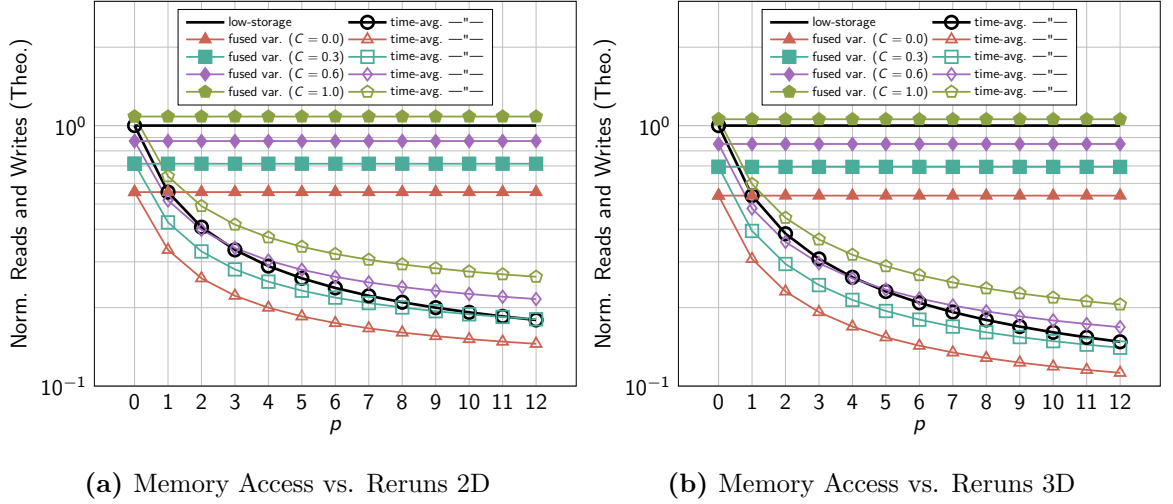 low-storage time-avg. —"—
fused var. (C = 0.0) time-avg. —"—
fused var. (C = 0.3) time-avg. —"—
fused var. (C = 0.6) time-avg. —"—
fused var. (C = 1.0) time-avg. —"—
Norm. Reads and Writes (Theo.)
10^0
10^-1
0 1 2 3 4 5 6 7 8 9 10 11 12
p
(a) Memory Access vs. Reruns 2D
low-storage time-avg. —"—
fused var. (C = 0.0) time-avg. —"—
fused var. (C = 0.3) time-avg. —"—
fused var. (C = 0.6) time-avg. —"—
fused var. (C = 1.0) time-avg. —"—
Norm. Reads and Writes (Theo.)
10^0
10^-1
0 1 2 3 4 5 6 7 8 9 10 11 12
p
(b) Memory Access vs. Reruns 3D